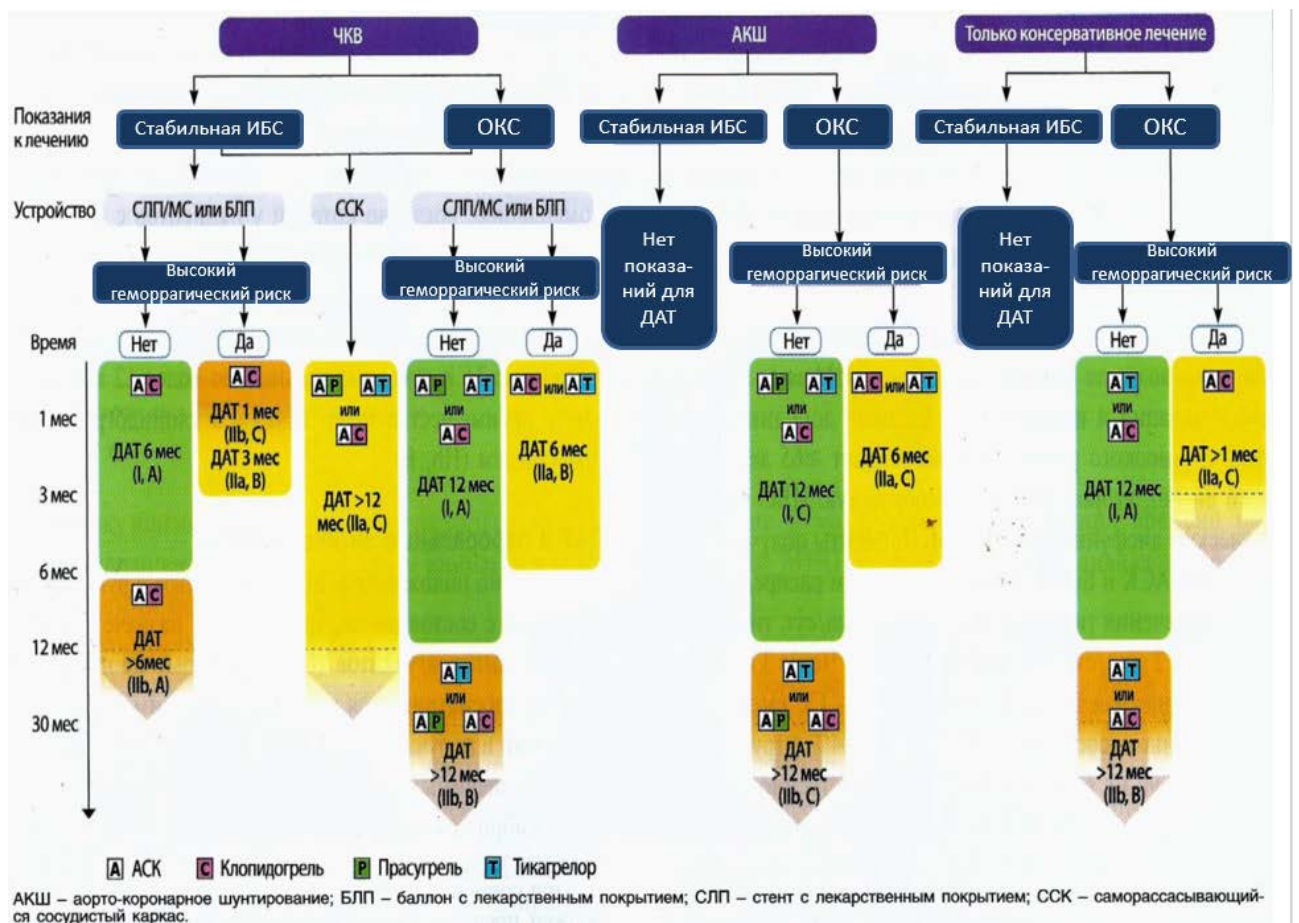 ЧКВ
АКШ
Только консервативное лечение
Показания
к лечению
Стабильная ИБС
ОКС
Стабильная ИБС
ОКС
Стабильная ИБС
ОКС
Устройство
СЛП/МС или БЛП
ССК
СЛП/МС или БЛП
Нет
показа-
ний для
ДАТ
Нет
показа-
ний для
ДАТ
Высокий
геморрагический риск
Высокий
геморрагический риск
Высокий
геморрагический риск
Высокий
геморрагический риск
Время
Нет
Да
Нет
Да
Нет
Да
Нет
Да
1 мес
3 мес
6 мес
12 мес
30 мес
A C
ДАТ 6 мес
(I, A)
A C
ДАТ
>6мес
(IIb, A)
A C
ДАТ 1 мес
(IIb, C)
ДАТ 3 мес
(IIa, B)
A P A T
или
A C
ДАТ >12
мес (IIa, C)
A P A T
или
A C
ДАТ 12 мес
(I, A)
A T
или
A P A C
ДАТ
>12 мес
(IIb, B)
A C или A T
ДАТ 6 мес
(IIa, B)
A P A T
или
A C
ДАТ 12 мес
(I, C)
A T
или
A P A C
ДАТ
>12 мес
(IIb, C)
A C или A T
ДАТ 6 мес
(IIa, C)
A T
или
A C
ДАТ 12 мес
(I, A)
A T
или
A C
ДАТ
>12 мес
(IIb, B)
A C
ДАТ >1 мес
(IIa, C)
A АСК C Клопидогрель P Прасугрель T Тикагрелор
АКШ – аорто-коронарное шунтирование; БЛП – баллон с лекарственным покрытием; СЛП – стент с лекарственным покрытием; ССК – саморассасывающий-
ся сосудистый каркас.